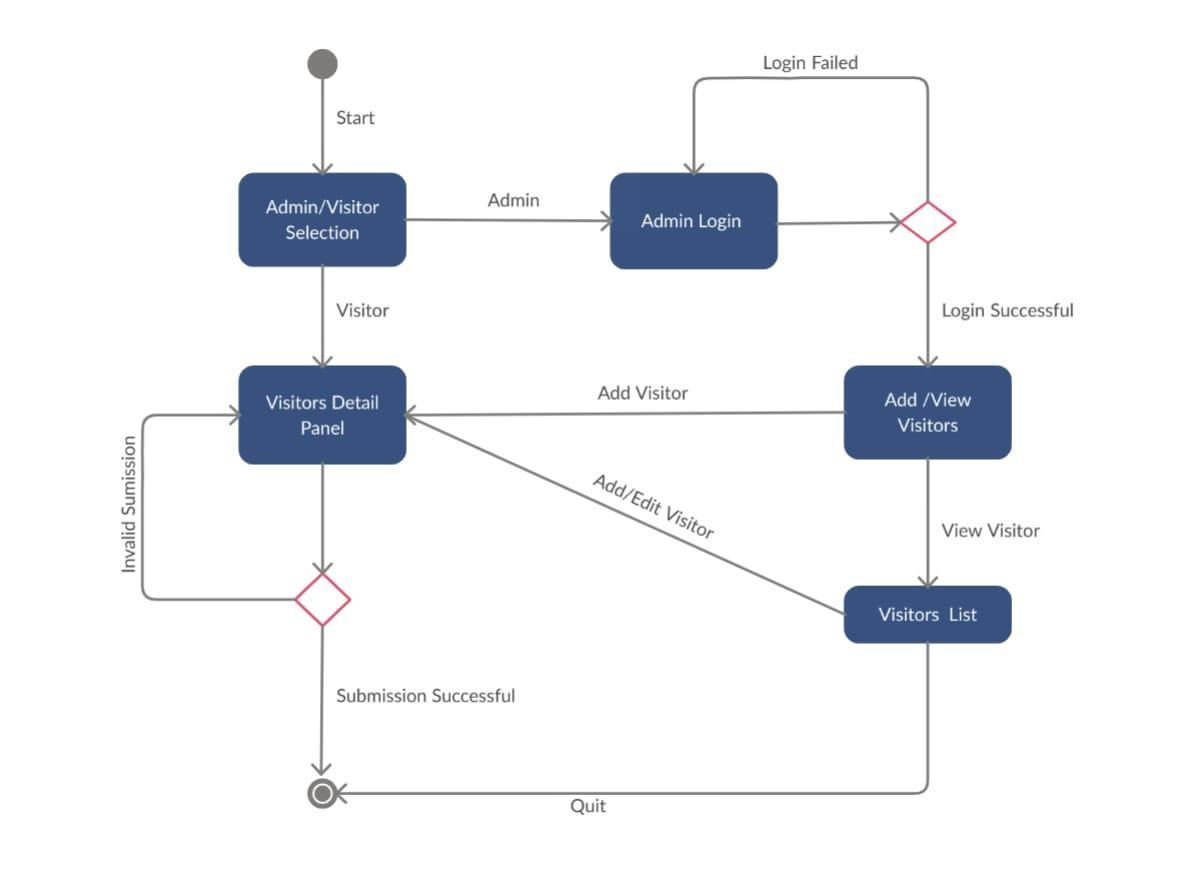 Login Failed
Start
Admin/Visitor
Selection
Admin
Admin Login
Visitor
Login Successful
Visitors Detail
Panel
Add Visitor
Add /View
Visitors
Invalid Sumission
Add/Edit Visitor
View Visitor
Visitors List
Submission Successful
Quit